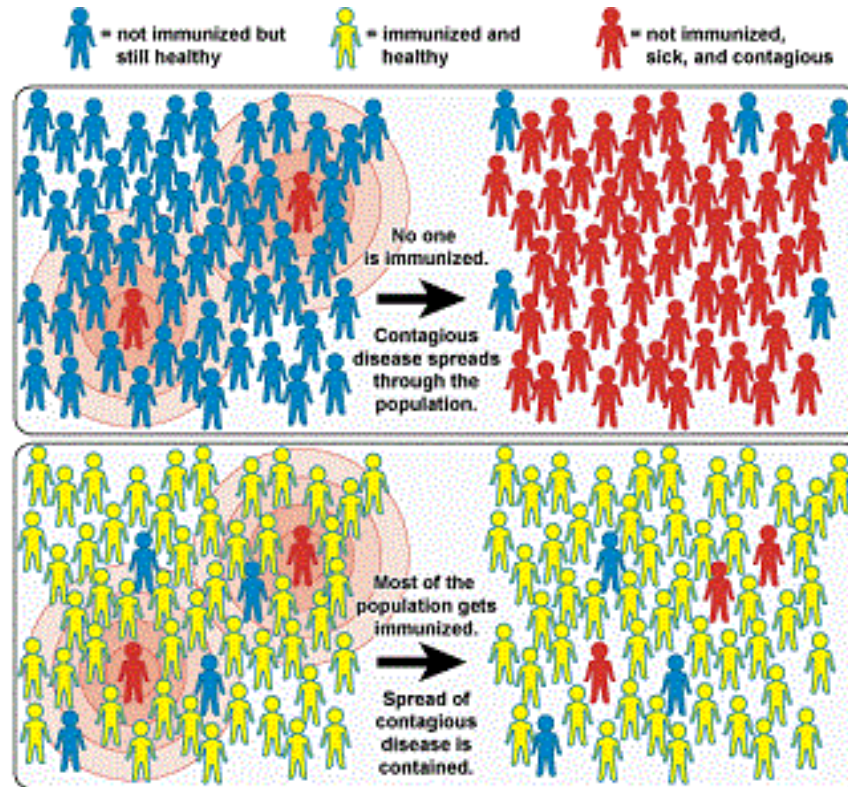 = not immunized but
still healthy
= immunized and
healthy
= not immunized,
sick, and contagious
No one
is immunized.
Contagious
disease spreads
through the
population.
Most of the
population gets
immunized.
Spread of
contagious
disease is
contained.